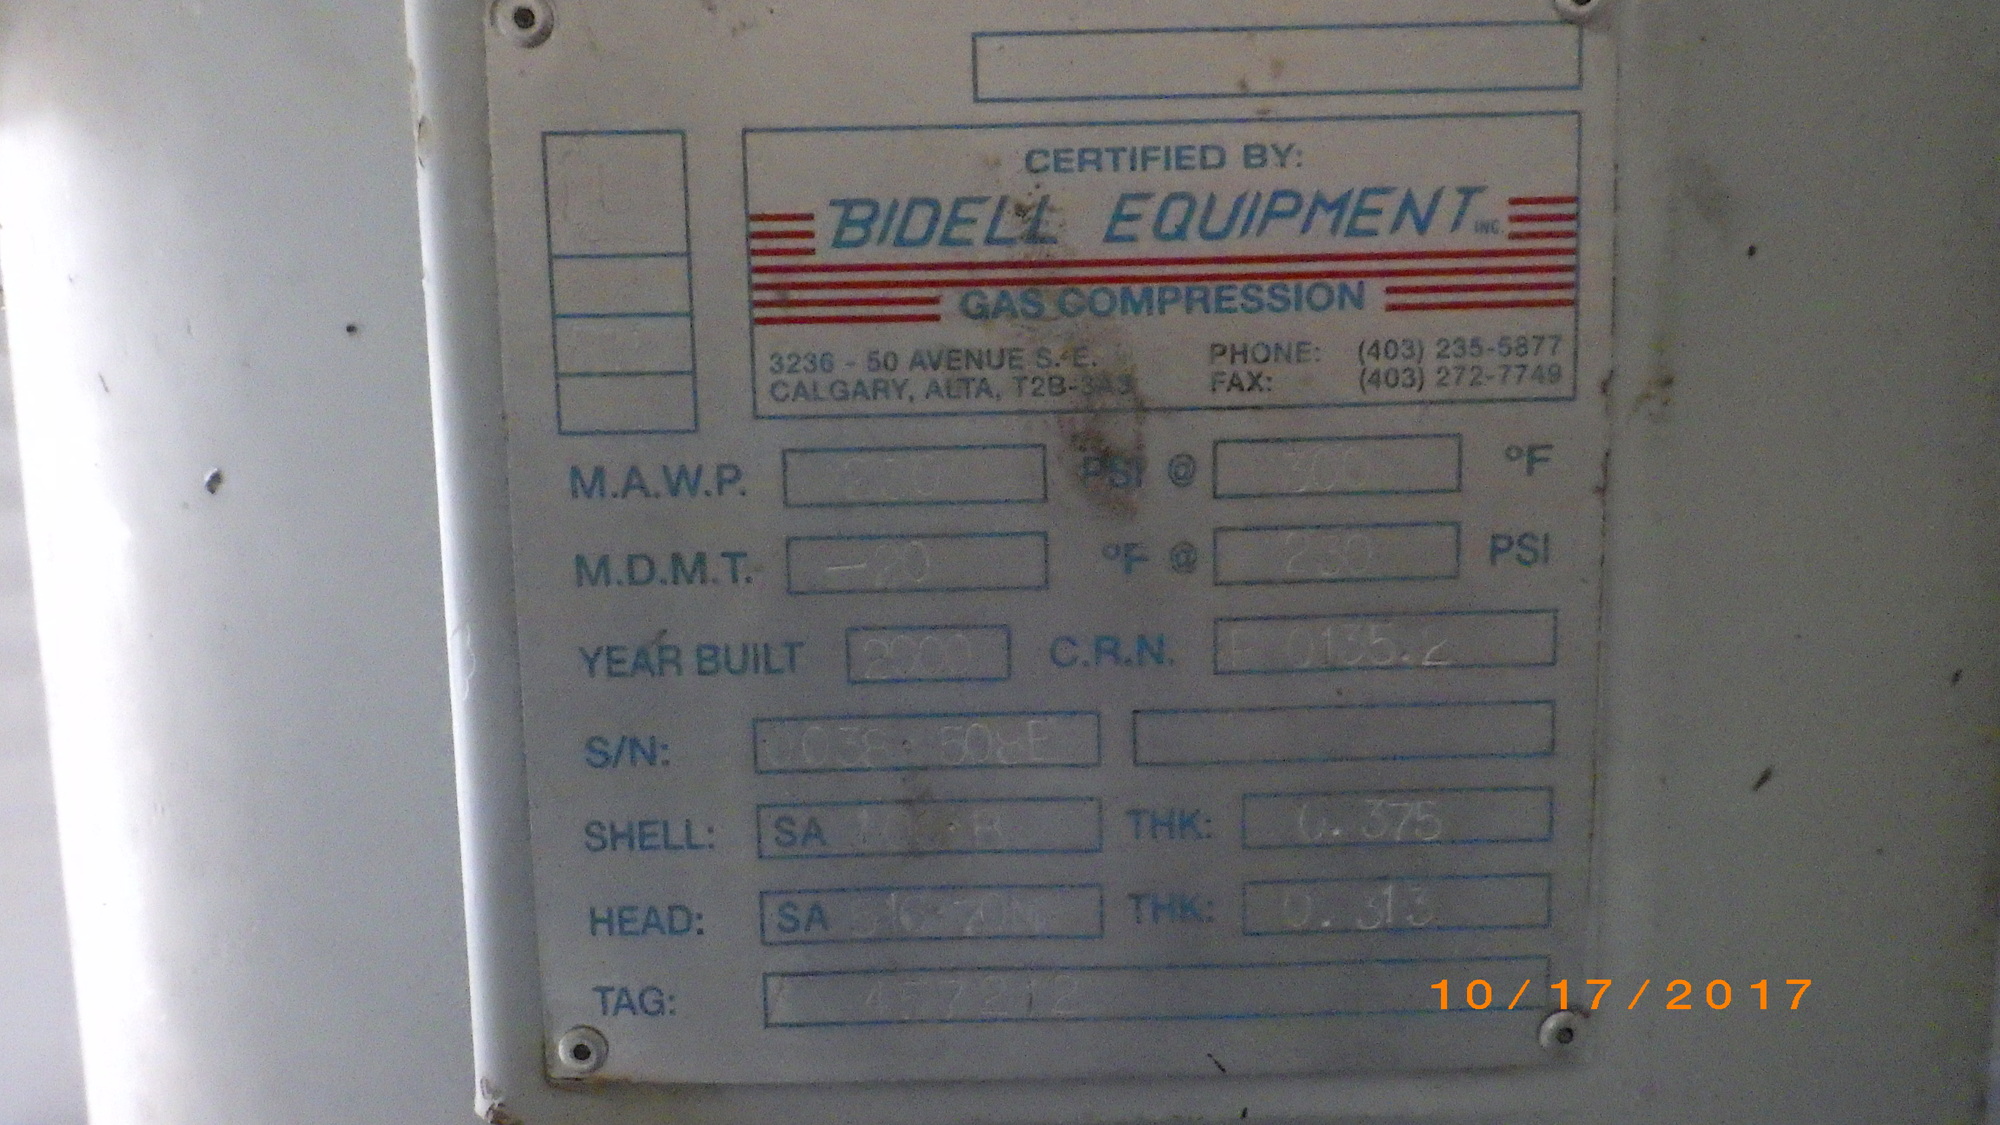 CERTIFIED BY:
BIDELL EQUIPMENT INC.
GAS COMPRESSION
3236 - 50 AVENUE S.E. PHONE: (403) 235-5877
CALGARY, ALTA, T2B-3A3 FAX: (403) 272-7749
M.A.W.P. PSI @ 300 °F
M.D.M.T. -20 °F @ 230 PSI
YEAR BUILT 2000 C.R.N. 0135.2
S/N:
SHELL: SA THK: 0.375
HEAD: SA THK: 0.313
TAG:
10/17/2017